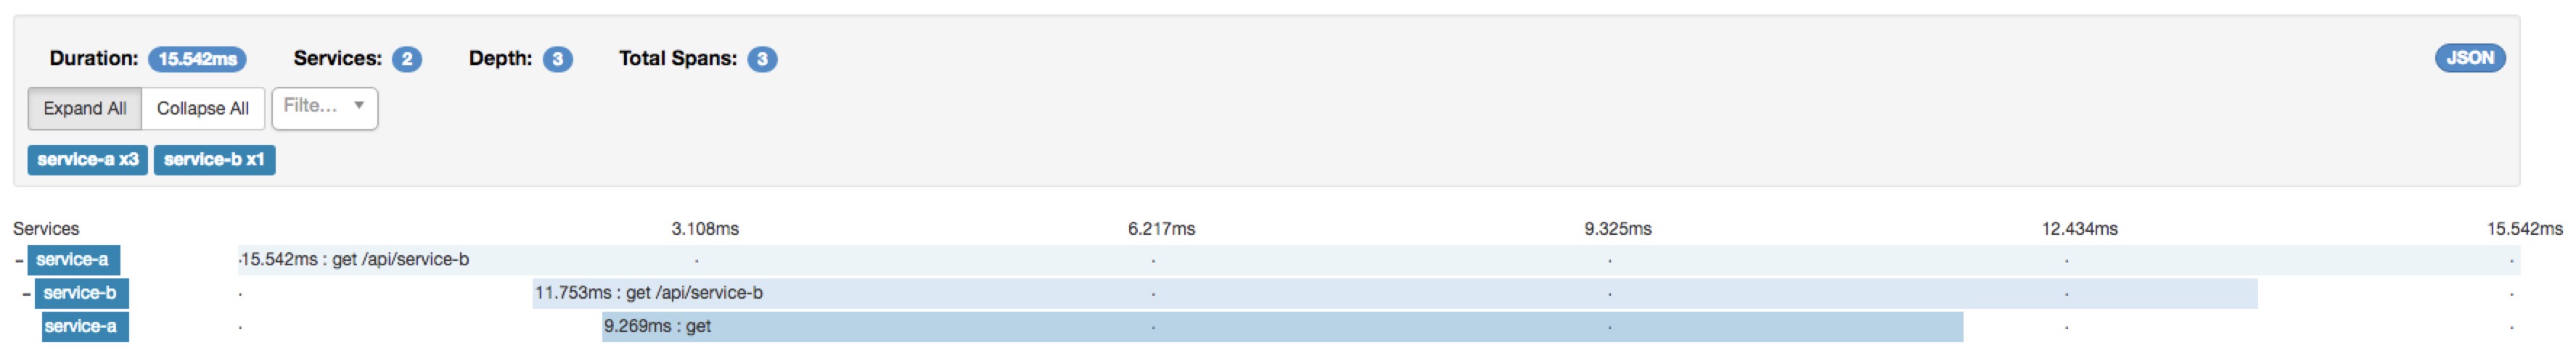 Duration: 15.542ms Services: 2 Depth: 3 Total Spans: 3 JSON
Expand All Collapse All Filte...
service-a x3 service-b x1
Services 3.108ms 6.217ms 9.325ms 12.434ms 15.542ms
- service-a 15.542ms : get /api/service-b
- service-b 11.753ms : get /api/service-b
service-a 9.269ms : get